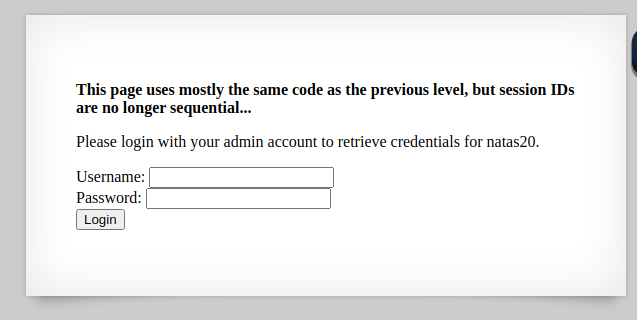 This page uses mostly the same code as the previous level, but session IDs
are no longer sequential...
Please login with your admin account to retrieve credentials for natas20.
Username:
Password:
Login